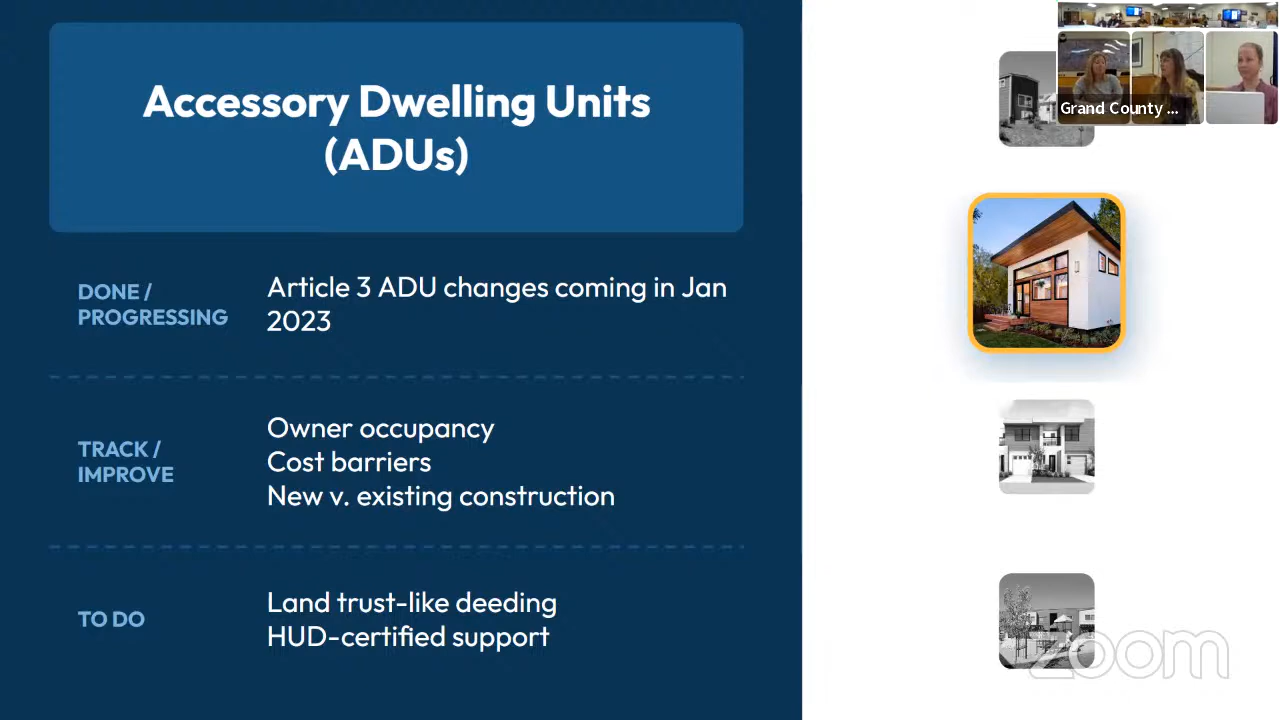 Accessory Dwelling Units
(ADUs)
DONE /
PROGRESSING
Article 3 ADU changes coming in Jan
2023
TRACK /
IMPROVE
Owner occupancy
Cost barriers
New v. existing construction
TO DO
Land trust-like deeding
HUD-certified support
Grand County ...
zoom